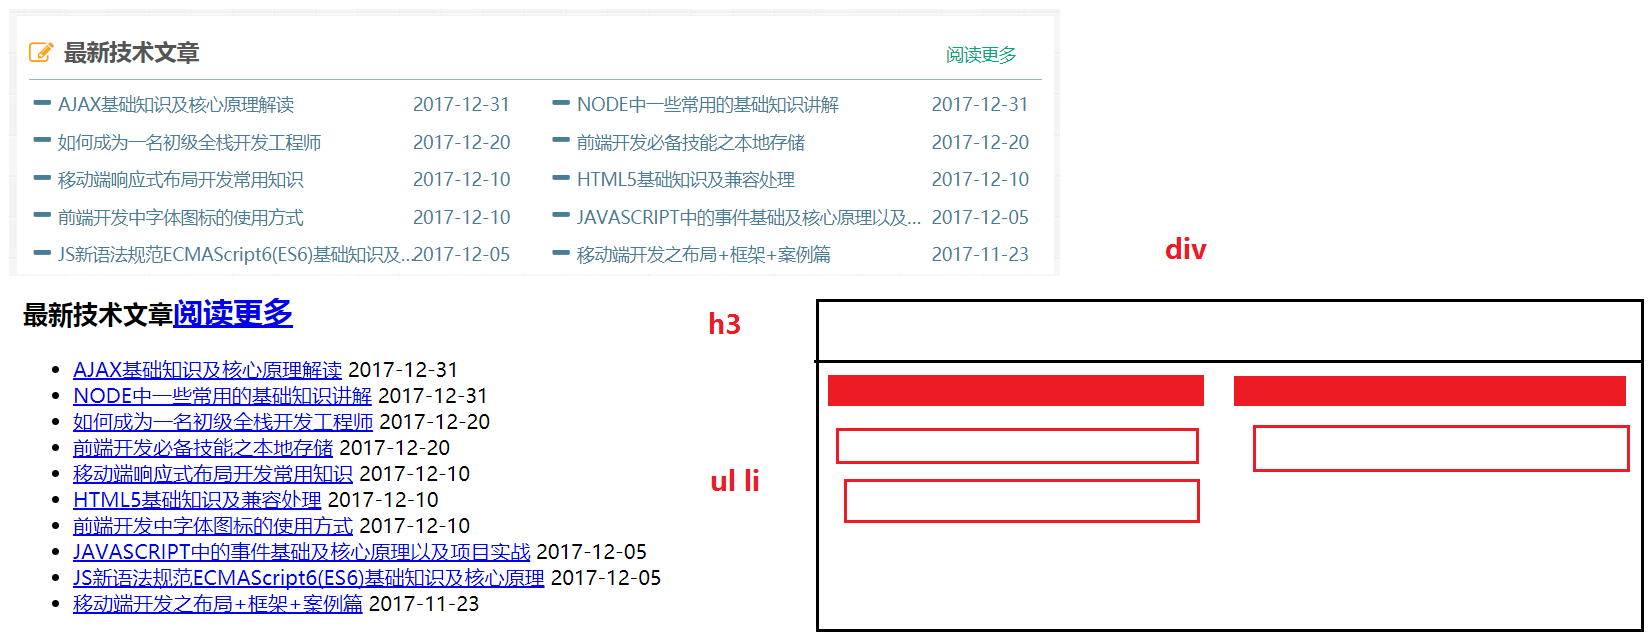 最新技术文章 阅读更多
AJAX基础知识及核心原理解读 2017-12-31 NODE中一些常用的基础知识讲解 2017-12-31
如何成为一名初级全栈开发工程师 2017-12-20 前端开发必备技能之本地存储 2017-12-20
移动端响应式布局开发常用知识 2017-12-10 HTML5基础知识及兼容处理 2017-12-10
前端开发中字体图标的使用方式 2017-12-10 JAVASCRIPT中的事件基础及核心原理以及... 2017-12-05
JS新语法规范ECMAScript6(ES6)基础知识及... 2017-12-05 移动端开发之布局+框架+案例篇 2017-11-23
div
最新技术文章阅读更多
h3
AJAX基础知识及核心原理解读 2017-12-31
NODE中一些常用的基础知识讲解 2017-12-31
如何成为一名初级全栈开发工程师 2017-12-20
前端开发必备技能之本地存储 2017-12-20
移动端响应式布局开发常用知识 2017-12-10
ul li
HTML5基础知识及兼容处理 2017-12-10
前端开发中字体图标的使用方式 2017-12-10
JAVASCRIPT中的事件基础及核心原理以及项目实战 2017-12-05
JS新语法规范ECMAScript6(ES6)基础知识及核心原理 2017-12-05
移动端开发之布局+框架+案例篇 2017-11-23